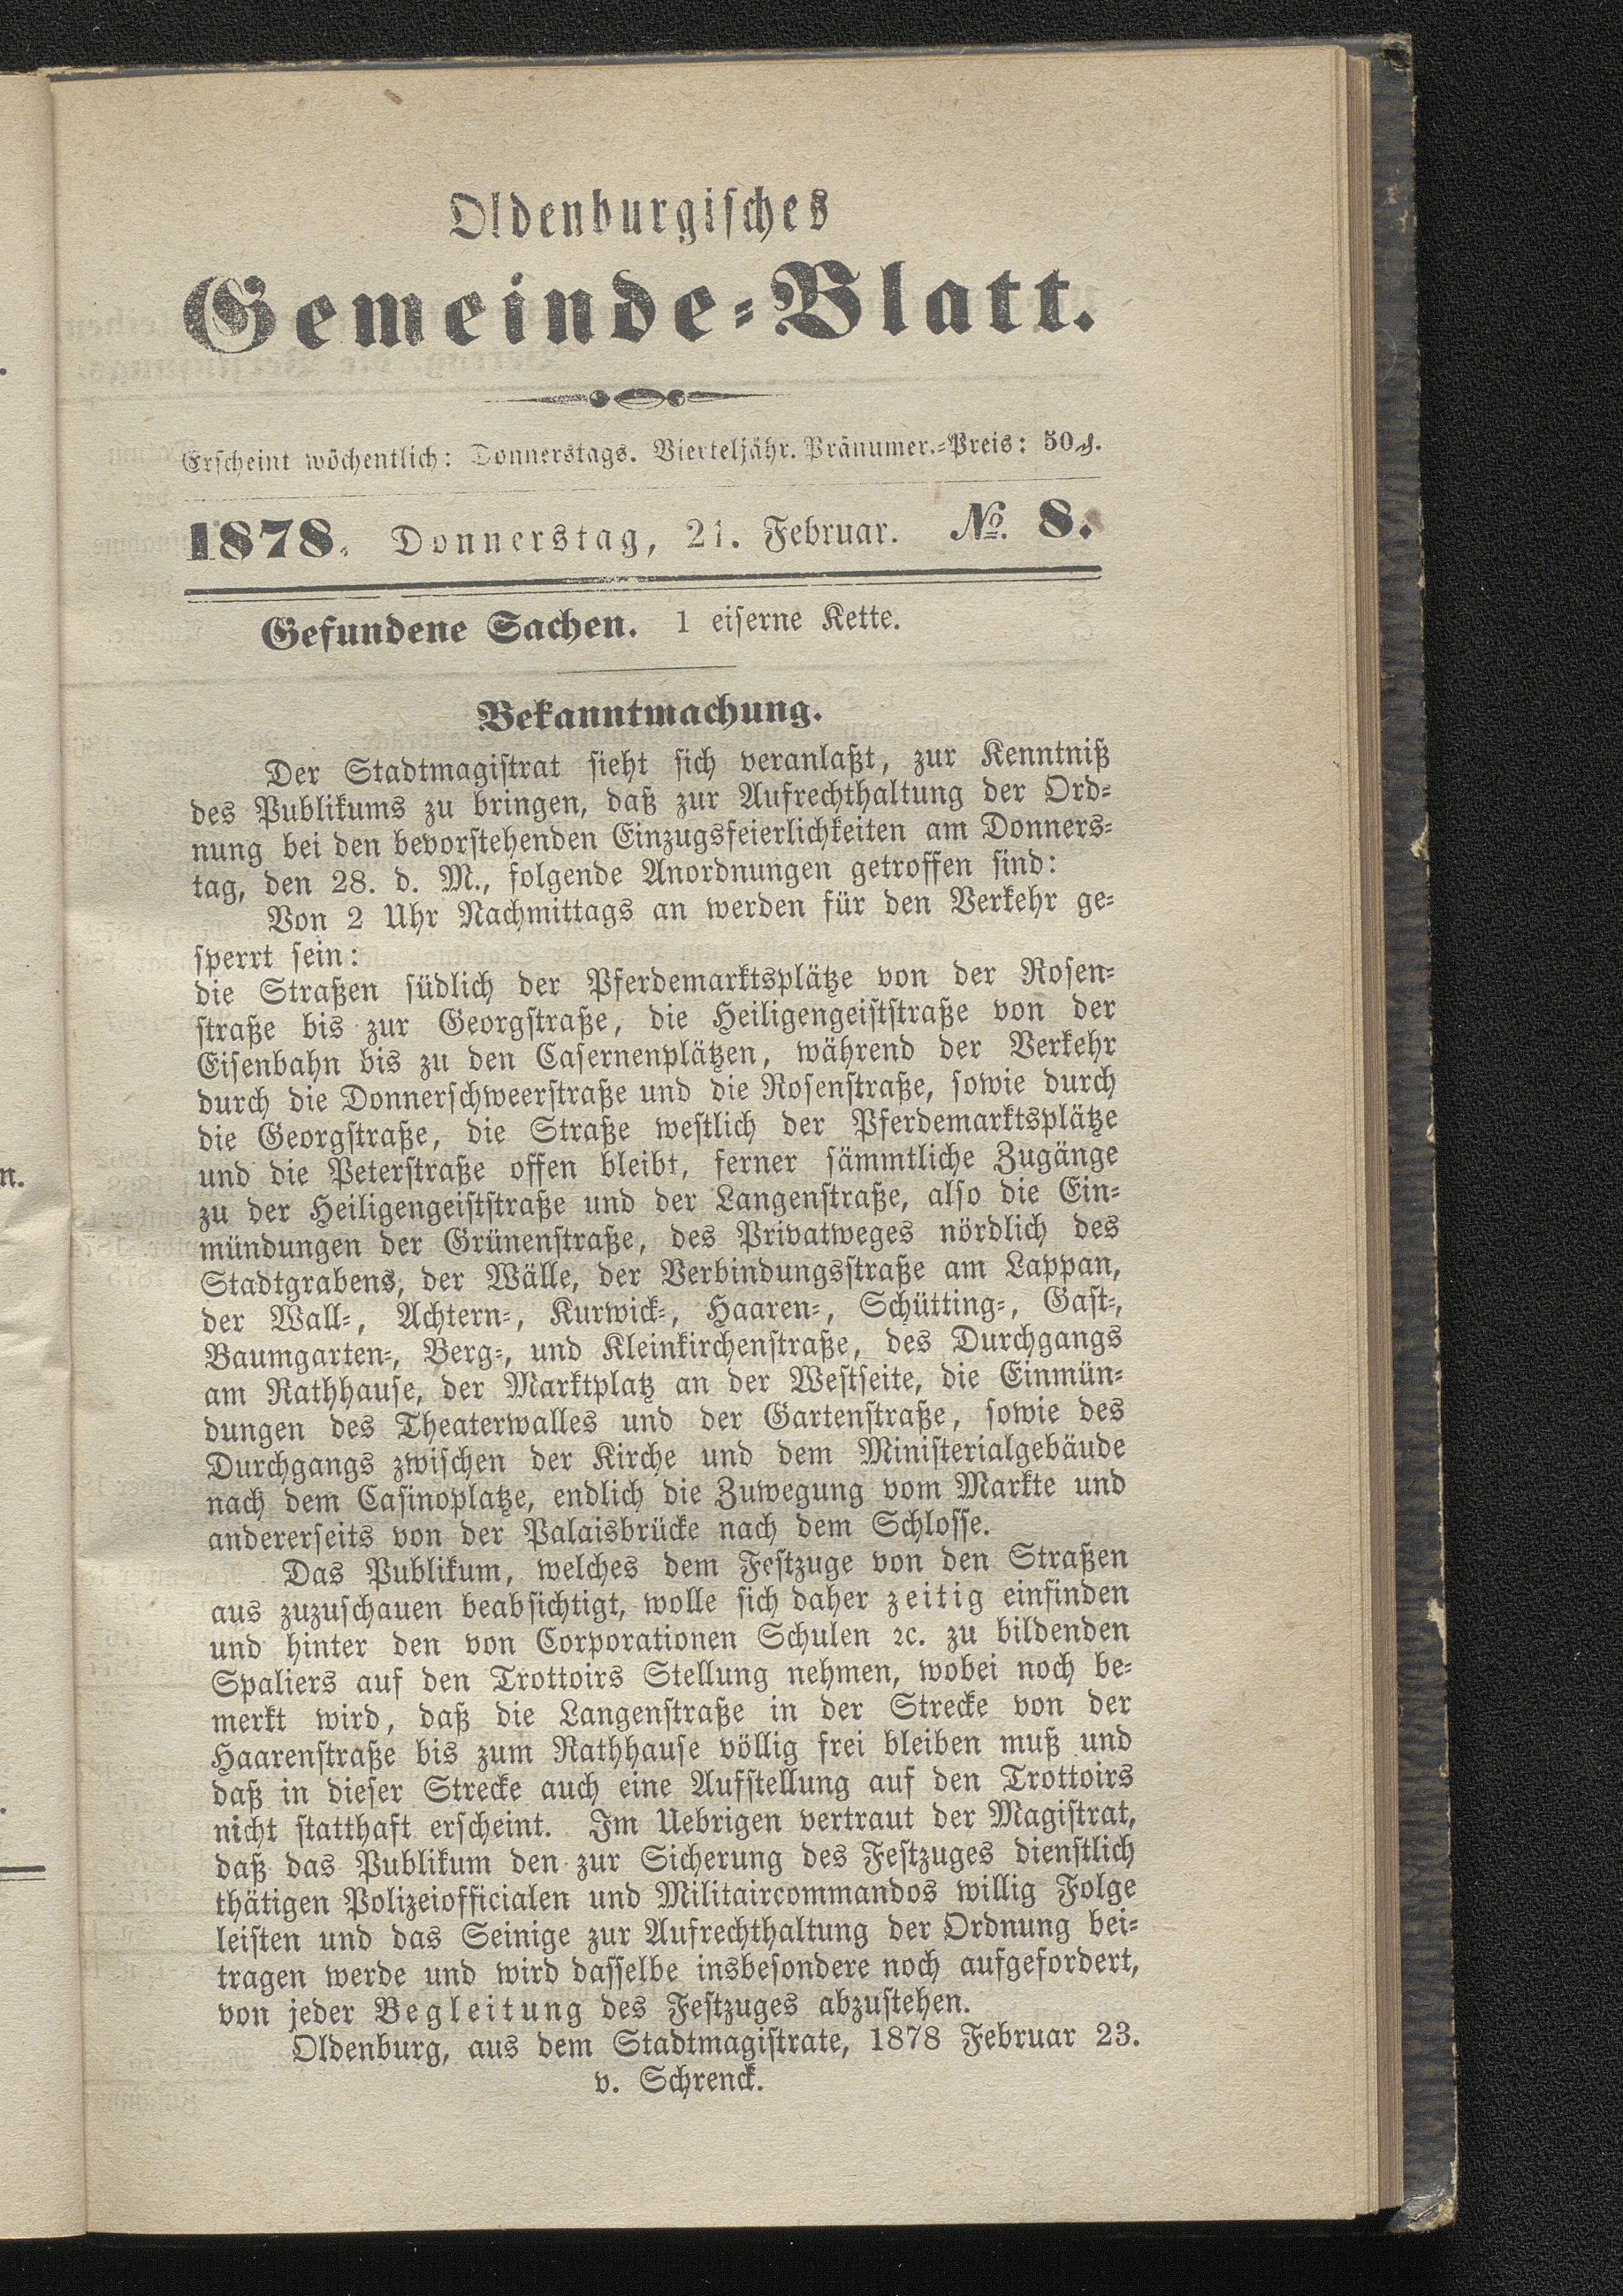 Oldenburgisches
Gemeinde=Blatt.
Erscheint wöchentlich: Donnerstags. Vierteljähr. Pränumer.=Preis: 50 ₰.
1878. Donnerstag, 21. Februar. № 8.
Gefundene Sachen. 1 eiserne Kette.
Bekanntmachung.
Der Stadtmagistrat sieht sich veranlaßt, zur Kenntniß
des Publikums zu bringen, daß zur Aufrechthaltung der Ord=
nung bei den bevorstehenden Einzugsfeierlichkeiten am Donners=
tag, den 28. d. M., folgende Anordnungen getroffen sind:
Von 2 Uhr Nachmittags an werden für den Verkehr ge=
sperrt sein:
die Straßen südlich der Pferdemarktsplätze von der Rosen=
straße bis zur Georgstraße, die Heiligengeiststraße von der
Eisenbahn bis zu den Casernenplätzen, während der Verkehr
durch die Donnerschweerstraße und die Rosenstraße, sowie durch
die Georgstraße, die Straße westlich der Pferdemarktsplätze
und die Peterstraße offen bleibt, ferner sämmtliche Zugänge
zu der Heiligengeiststraße und der Langenstraße, also die Ein=
mündungen der Grünenstraße, des Privatweges nördlich des
Stadtgrabens, der Wälle, der Verbindungsstraße am Lappan,
der Wall=, Achtern=, Kurwick=, Haaren=, Schütting=, Gast=,
Baumgarten=, Berg=, und Kleinkirchenstraße, des Durchgangs
am Rathhause, der Marktplatz an der Westseite, die Einmün=
dungen des Theaterwalles und der Gartenstraße, sowie des
Durchgangs zwischen der Kirche und dem Ministerialgebäude
nach dem Casinoplatze, endlich die Zuwegung vom Markte und
andererseits von der Palaisbrücke nach dem Schlosse.
Das Publikum, welches dem Festzuge von den Straßen
aus zuzuschauen beabsichtigt, wolle sich daher zeitig einfinden
und hinter den von Corporationen Schulen ꝛc. zu bildenden
Spaliers auf den Trottoirs Stellung nehmen, wobei noch be=
merkt wird, daß die Langenstraße in der Strecke von der
Haarenstraße bis zum Rathhause völlig frei bleiben muß und
daß in dieser Strecke auch eine Aufstellung auf den Trottoirs
nicht statthaft erscheint. Im Uebrigen vertraut der Magistrat,
daß das Publikum den zur Sicherung des Festzuges dienstlich
thätigen Polizeiofficialen und Militaircommandos willig Folge
leisten und das Seinige zur Aufrechthaltung der Ordnung bei=
tragen werde und wird dasselbe insbesondere noch aufgefordert,
von jeder Begleitung des Festzuges abzustehen.
Oldenburg, aus dem Stadtmagistrate, 1878 Februar 23.
v. Schrenck.